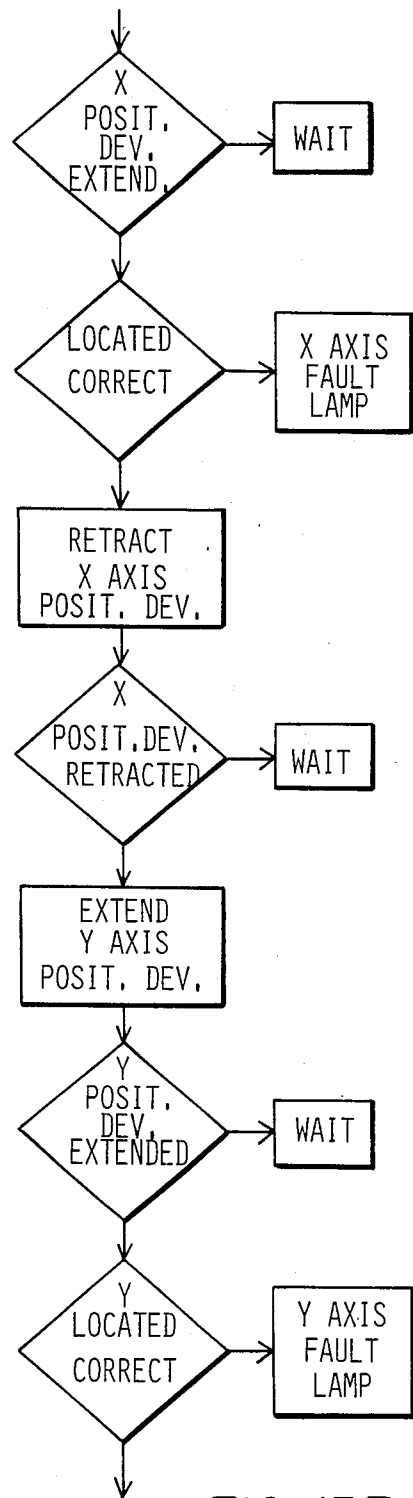 X
POSIT.
DEV.
EXTEND.
WAIT
LOCATED
CORRECT
X AXIS
FAULT
LAMP
RETRACT
X AXIS
POSIT. DEV.
X
POSIT. DEV.
RETRACTED
WAIT
EXTEND
Y AXIS
POSIT. DEV.
Y
POSIT.
DEV.
EXTENDED
WAIT
Y
LOCATED
CORRECT
Y AXIS
FAULT
LAMP